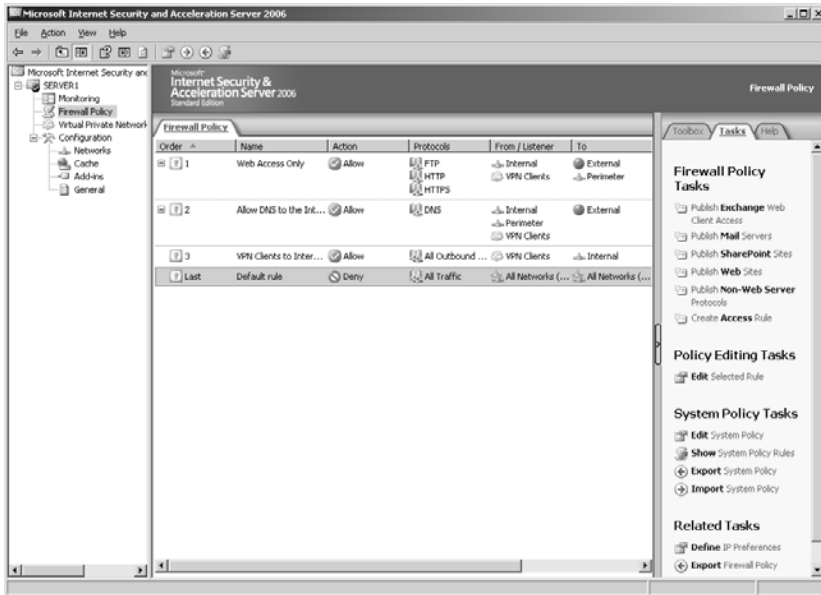 Microsoft Internet Security and Acceleration Server 2006
File Action View Help
Microsoft Internet Security anc
SERVER1
Monitoring
Firewall Policy
Virtual Private Network
Configuration
Networks
Cache
Add-ins
General
Microsoft
Internet Security &
Acceleration Server 2006
Standard Edition
Firewall Policy
Firewall Policy
Order Name Action Protocols From / Listener To
1 Web Access Only Allow FTP Internal External
HTTP VPN Clients Perimeter
HTTPS
2 Allow DNS to the Int... Allow DNS Internal External
Perimeter
VPN Clients
3 VPN Clients to Inter... Allow All Outbound ... VPN Clients Internal
Last Default rule Deny All Traffic All Networks (... All Networks (...
Toolbox Tasks Help
Firewall Policy
Tasks
Publish Exchange Web
Client Access
Publish Mail Servers
Publish SharePoint Sites
Publish Web Sites
Publish Non-Web Server
Protocols
Create Access Rule
Policy Editing Tasks
Edit Selected Rule
System Policy Tasks
Edit System Policy
Show System Policy Rules
Export System Policy
Import System Policy
Related Tasks
Define IP Preferences
Export Firewall Policy